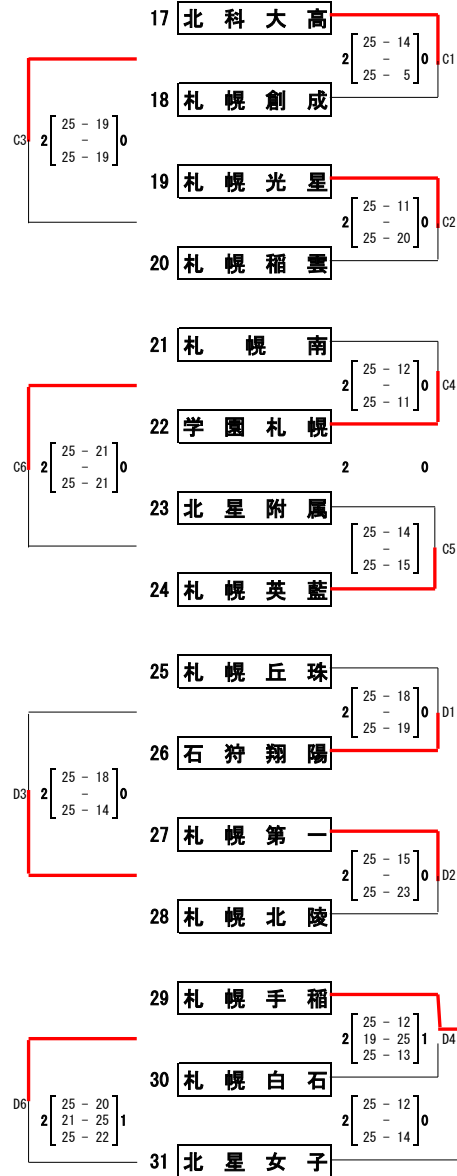 17 北科大高
25 - 14
2 - 0 C1
25 - 5
18 札幌創成
25 - 19
C3 2 - 0
25 - 19
19 札幌光星
25 - 11
2 - 0 C2
25 - 20
20 札幌稲雲
21 札幌南
25 - 12
2 - 0 C4
25 - 11
22 学園札幌
25 - 21
C6 2 - 0
25 - 21
2 0
23 北星附属
25 - 14
- C5
25 - 15
24 札幌英藍
25 札幌丘珠
25 - 18
2 - 0 D1
25 - 19
26 石狩翔陽
25 - 18
D3 2 - 0
25 - 14
27 札幌第一
25 - 15
2 - 0 D2
25 - 23
28 札幌北陵
29 札幌手稲
25 - 12
2 19 - 25 1 D4
25 - 13
30 札幌白石
D6 25 - 20
2 21 - 25 1
25 - 22
25 - 12
2 - 0
25 - 14
31 北星女子